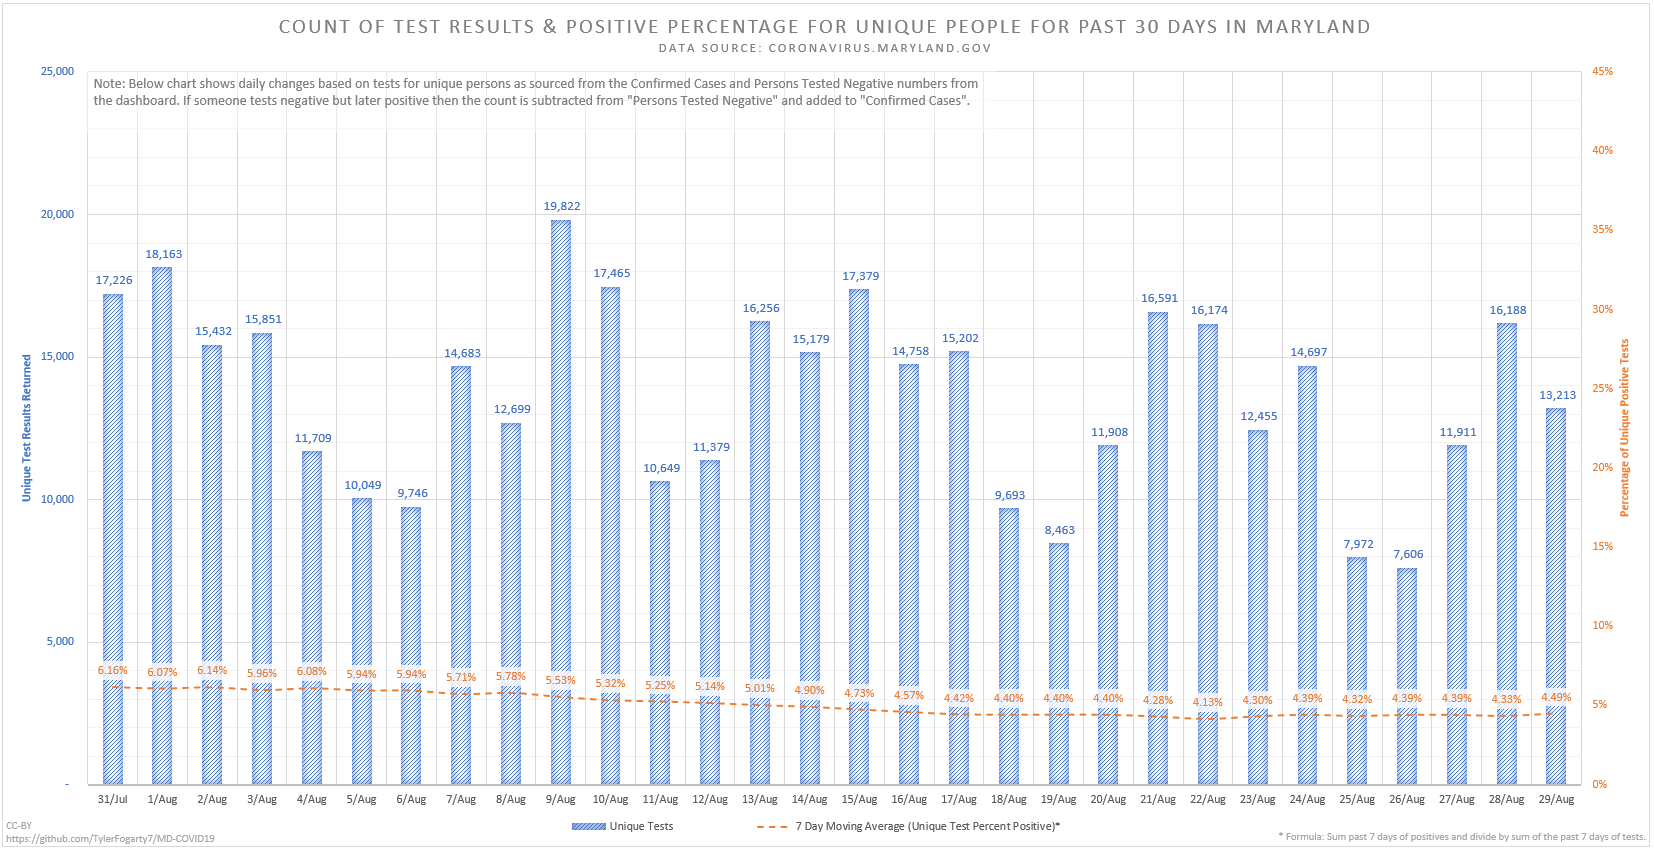 COUNT OF TEST RESULTS & POSITIVE PERCENTAGE FOR UNIQUE PEOPLE FOR PAST 30 DAYS IN MARYLAND
DATA SOURCE: CORONAVIRUS.MARYLAND.GOV
Note: Below chart shows daily changes based on tests for unique persons as sourced from the Confirmed Cases and Persons Tested Negative numbers from
the dashboard. If someone tests negative but later positive then the count is subtracted from "Persons Tested Negative" and added to "Confirmed Cases".
Unique Test Results Returned
25,000
20,000
15,000
10,000
5,000
-
17,226 18,163 15,432 15,851 11,709 10,049 9,746 14,683 12,699 19,822 17,465 10,649 11,379 16,256 15,179 17,379 14,758 15,202 9,693 8,463 11,908 16,591 16,174 12,455 14,697 7,972 7,606 11,911 16,188 13,213
6.16% 6.07% 6.14% 5.96% 6.08% 5.94% 5.94% 5.71% 5.78% 5.53% 5.32% 5.25% 5.14% 5.01% 4.90% 4.73% 4.57% 4.42% 4.40% 4.40% 4.40% 4.28% 4.13% 4.30% 4.39% 4.32% 4.39% 4.39% 4.33% 4.49%
45%
40%
35%
30%
25%
20%
15%
10%
5%
0%
Percentage of Unique Positive Tests
31/Jul 1/Aug 2/Aug 3/Aug 4/Aug 5/Aug 6/Aug 7/Aug 8/Aug 9/Aug 10/Aug 11/Aug 12/Aug 13/Aug 14/Aug 15/Aug 16/Aug 17/Aug 18/Aug 19/Aug 20/Aug 21/Aug 22/Aug 23/Aug 24/Aug 25/Aug 26/Aug 27/Aug 28/Aug 29/Aug
Unique Tests
7 Day Moving Average (Unique Test Percent Positive)*
CC-BY
https://github.com/TylerFogarty7/MD-COVID19
* Formula: Sum past 7 days of positives and divide by sum of the past 7 days of tests.